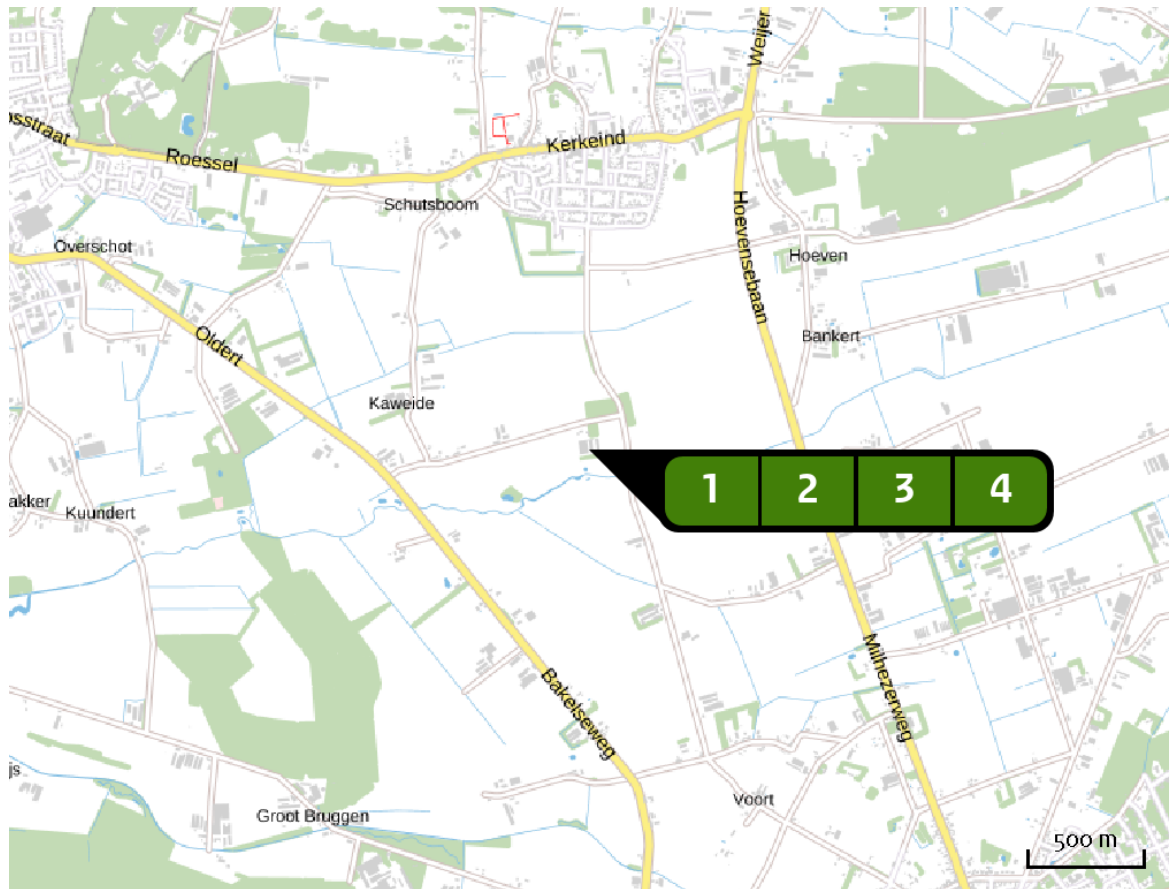 Weijer
osstraat
Roessel
Kerkeind
Schutsboom
Hoevensebaan
Overschot
Hoeven
Oldert
Bankert
Kaweide
1 2 3 4
akker
Kuundert
Milhezerweg
Bakelseweg
js
Voort
Groot Bruggen
500 m